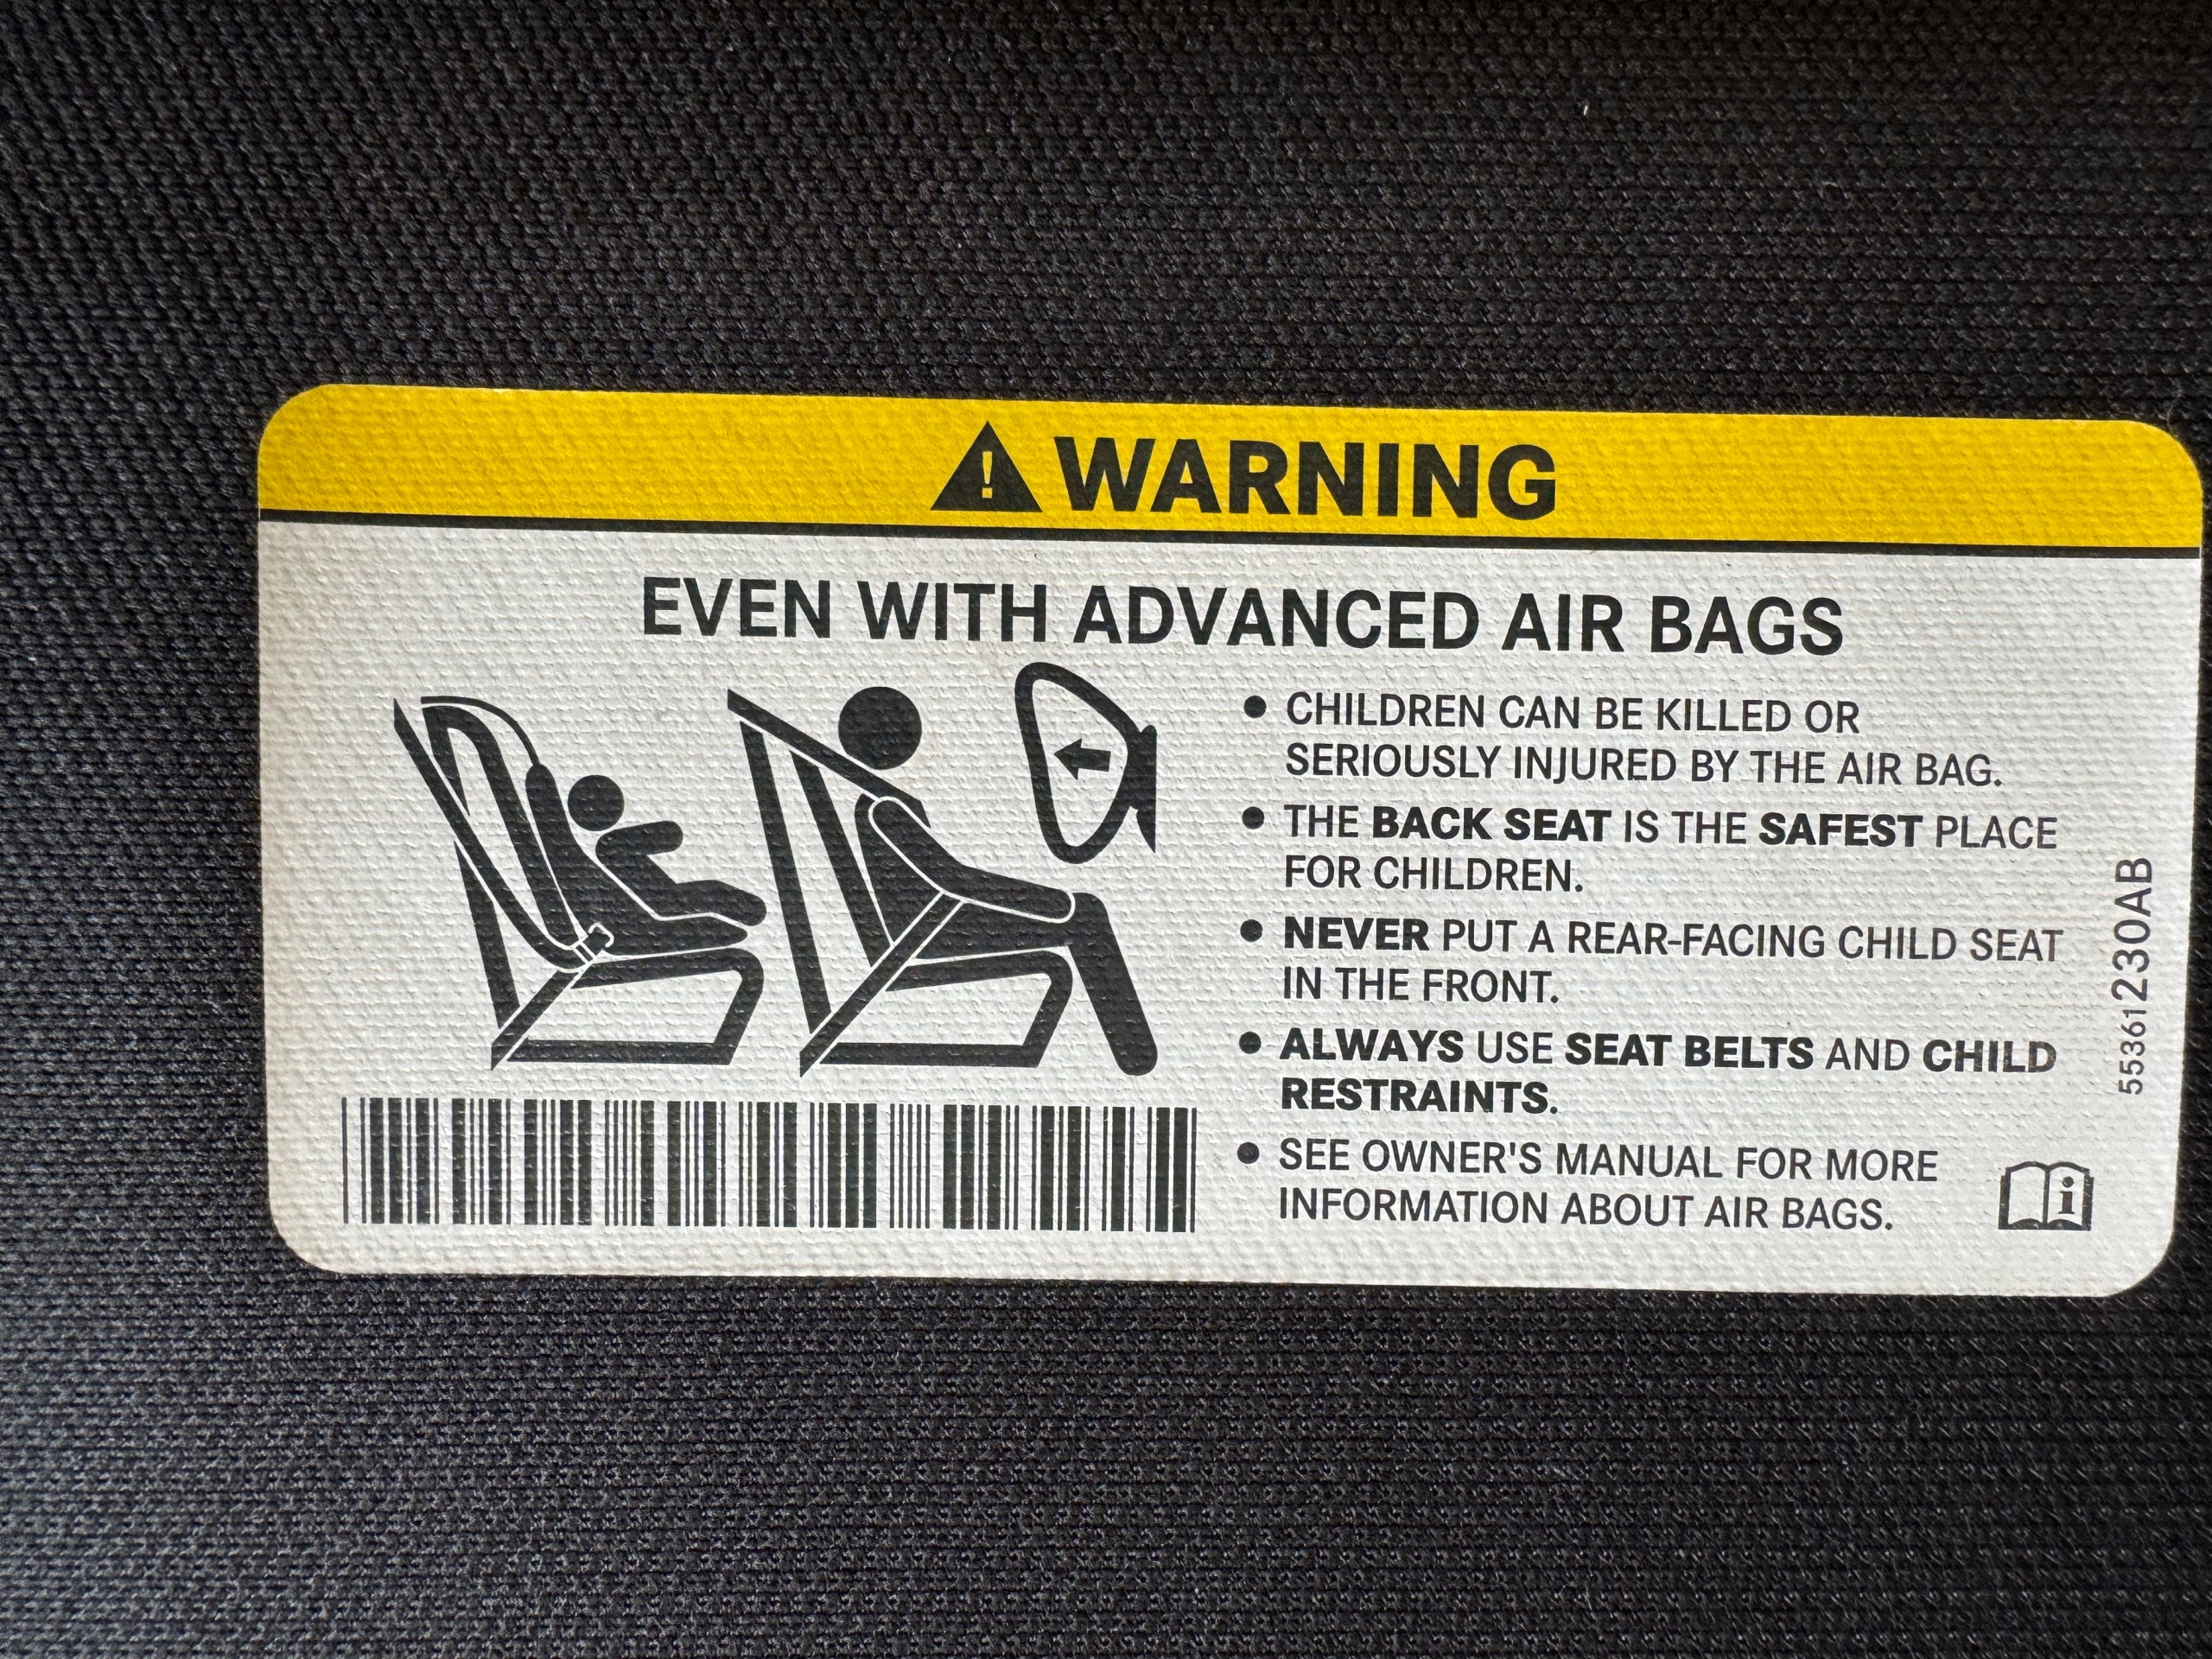 WARNING
EVEN WITH ADVANCED AIR BAGS
• CHILDREN CAN BE KILLED OR
SERIOUSLY INJURED BY THE AIR BAG.
• THE BACK SEAT IS THE SAFEST PLACE
FOR CHILDREN.
• NEVER PUT A REAR-FACING CHILD SEAT
IN THE FRONT.
• ALWAYS USE SEAT BELTS AND CHILD
RESTRAINTS.
• SEE OWNER'S MANUAL FOR MORE
INFORMATION ABOUT AIR BAGS.
55361230AB